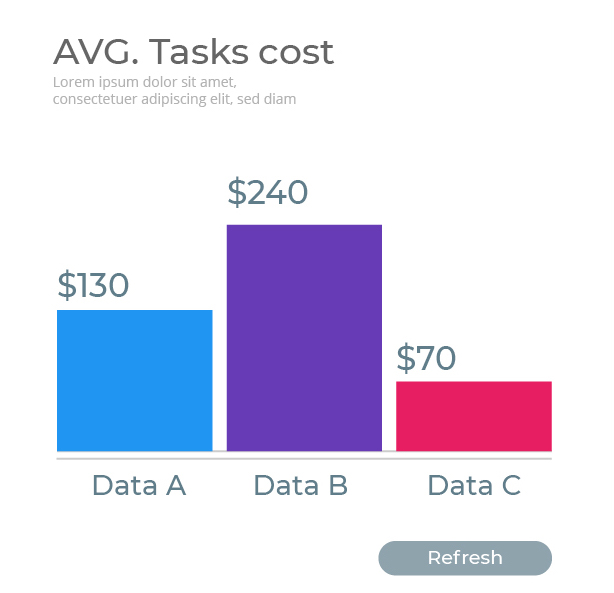 AVG. Tasks cost
Lorem ipsum dolor sit amet,
consectetuer adipiscing elit, sed diam
$240
$130
$70
Data A
Data B
Data C
Refresh